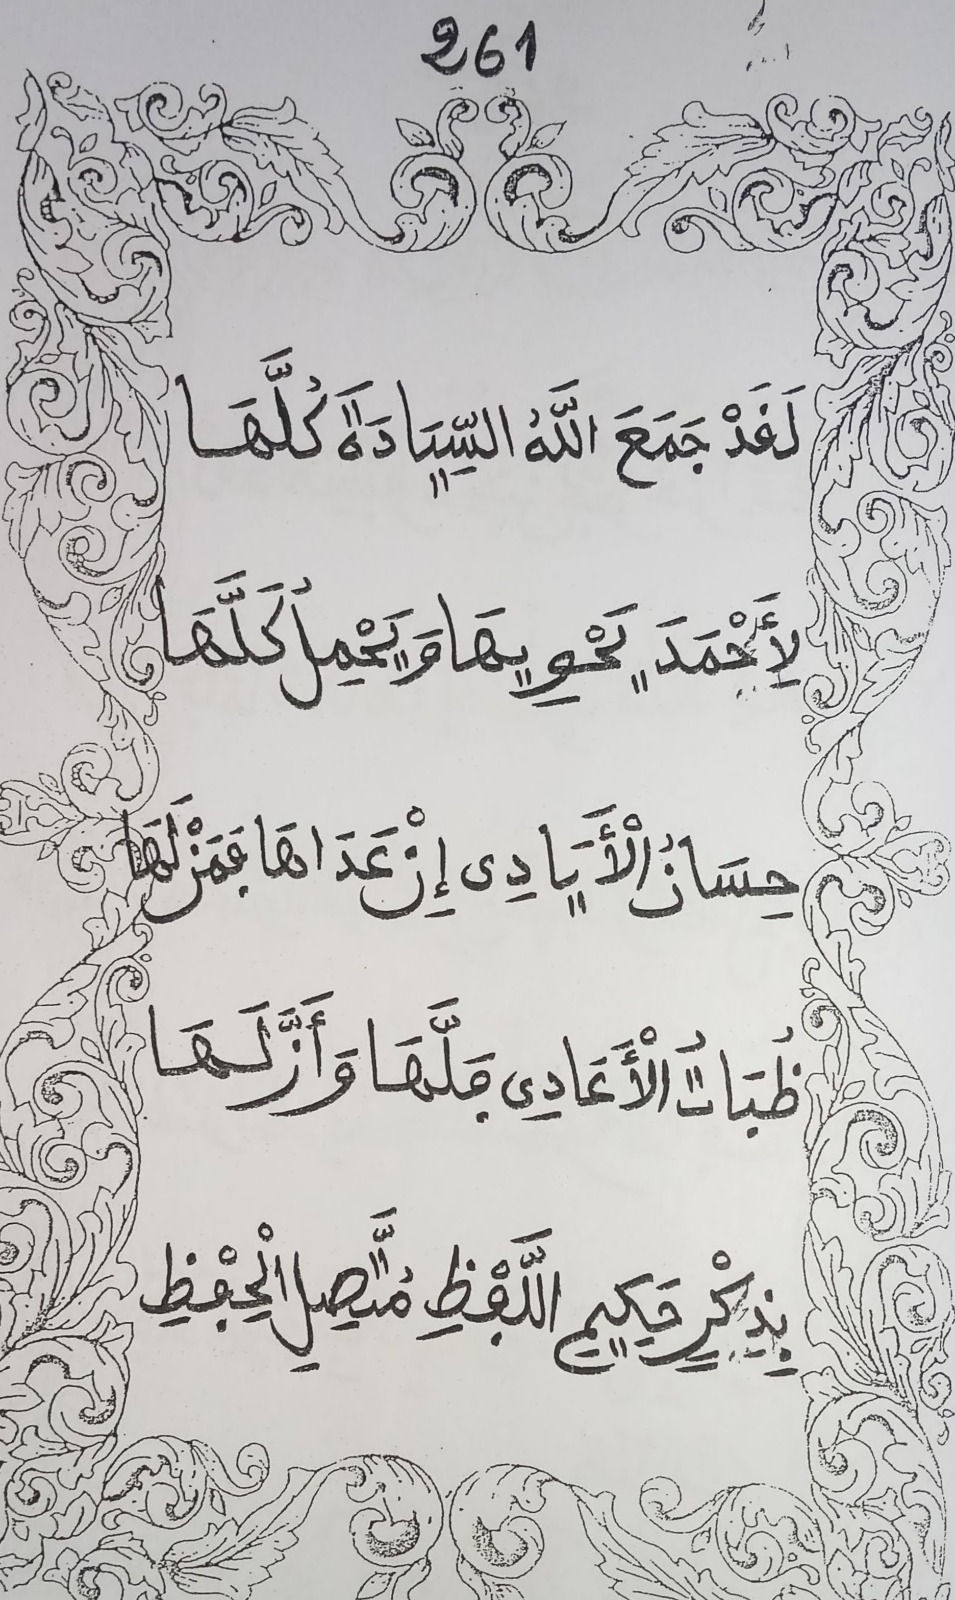 261
لَقَدْ جَمَعَ اللَّهُ السِّيَادَةَ كُلَّهَا
لِأَحْمَدَ يَحْوِيهَا وَيَحْمِلُ كَلَّهَا
حِسَانُ الْأَيَادِى إِنْ عَدَاهَا فَمَنْ لَهَا
ظُبَاتُ الْأَعَادِى فَلَّهَا وَأَزَلَّهَا
بِذِكْرٍ حَكِيمِ اللَّفْظِ مُتَّصِلِ الْحِفْظِ